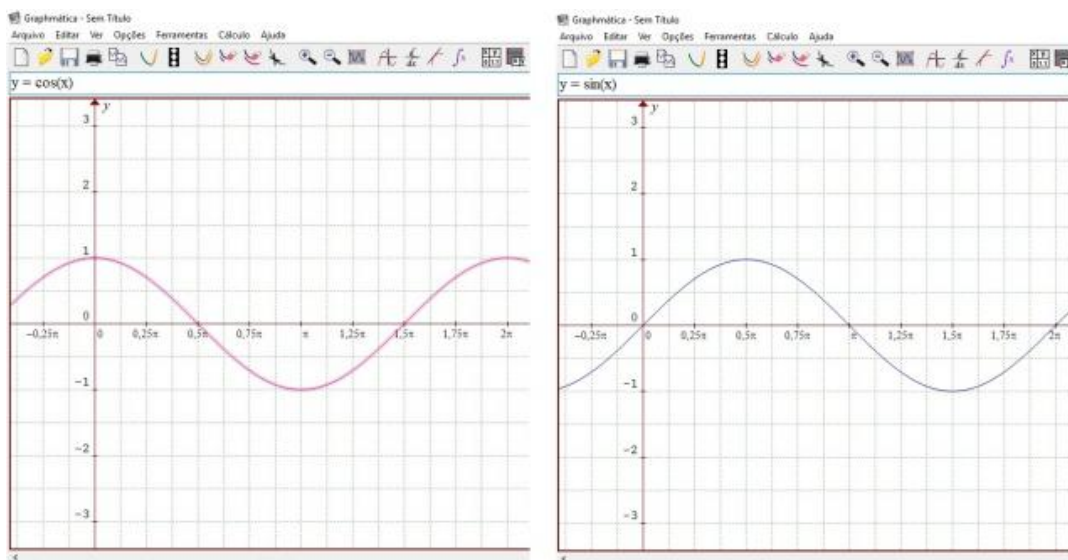 Graphmática - Sem Título
Arquivo Editar Ver Opções Ferramentas Cálculo Ajuda
y = cos(x)
y
3
2
1
0
-0,25π 0 0,25π 0,5π 0,75π π 1,25π 1,5π 1,75π 2π
-1
-2
-3
Graphmática - Sem Título
Arquivo Editar Ver Opções Ferramentas Cálculo Ajuda
y = sin(x)
y
3
2
1
0
-0,25π 0 0,25π 0,5π 0,75π π 1,25π 1,5π 1,75π 2π
-1
-2
-3